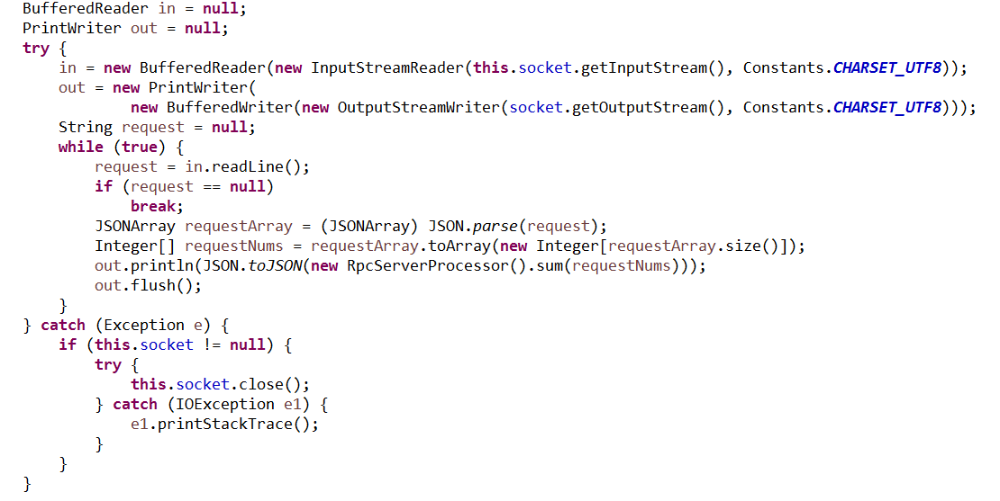 BufferedReader in = null;
PrintWriter out = null;
try {
    in = new BufferedReader(new InputStreamReader(this.socket.getInputStream(), Constants.CHARSET_UTF8));
    out = new PrintWriter(
            new BufferedWriter(new OutputStreamWriter(socket.getOutputStream(), Constants.CHARSET_UTF8)));
    String request = null;
    while (true) {
        request = in.readLine();
        if (request == null)
            break;
        JSONArray requestArray = (JSONArray) JSON.parse(request);
        Integer[] requestNums = requestArray.toArray(new Integer[requestArray.size()]);
        out.println(JSON.toJSON(new RpcServerProcessor().sum(requestNums)));
        out.flush();
    }
} catch (Exception e) {
    if (this.socket != null) {
        try {
            this.socket.close();
        } catch (IOException e1) {
            e1.printStackTrace();
        }
    }
}